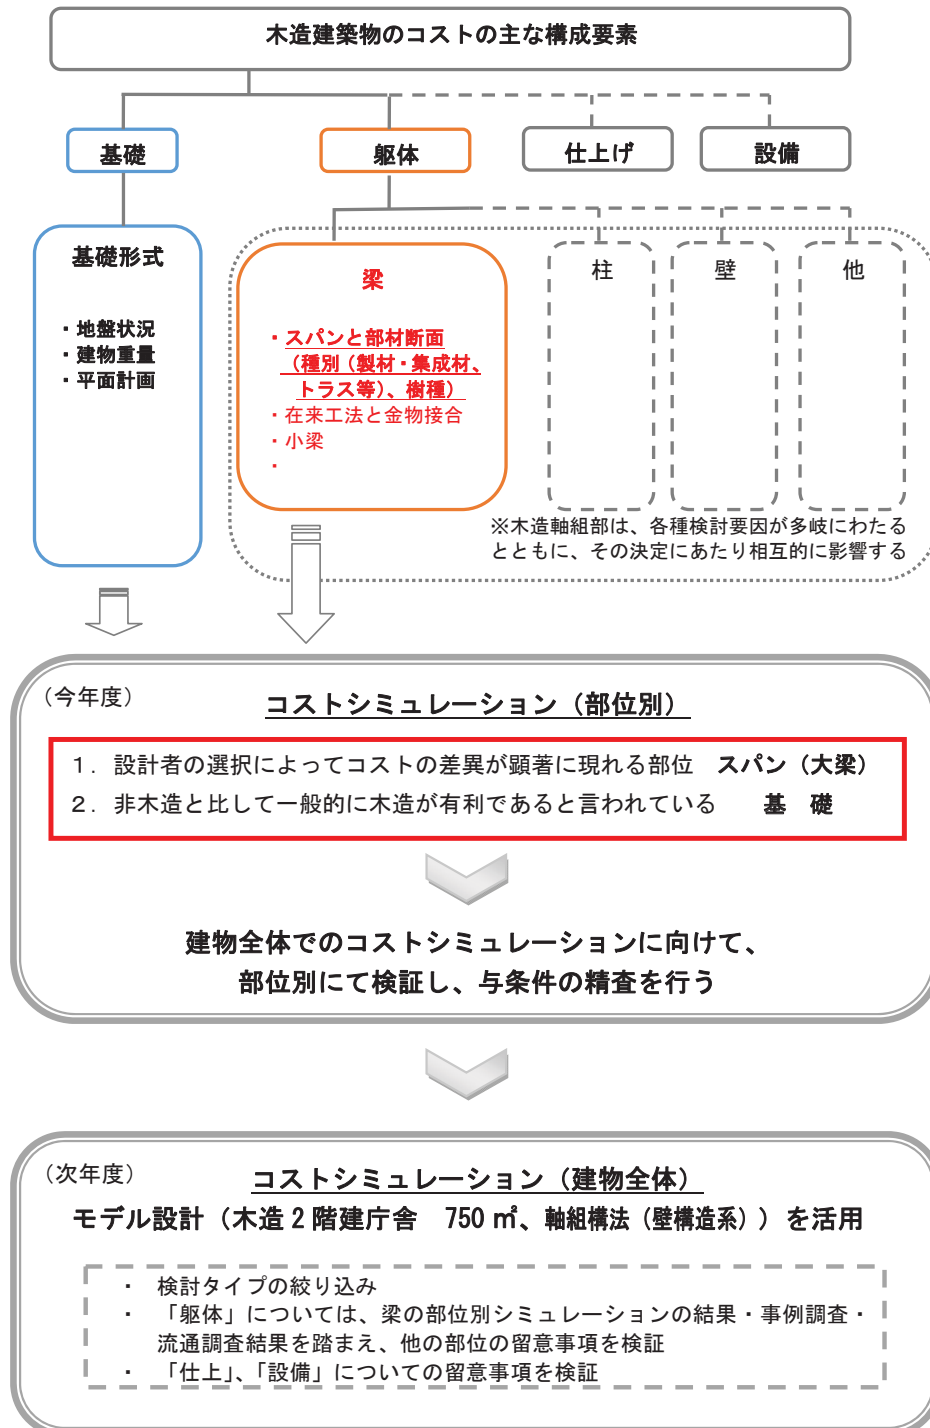 木造建築物のコストの主な構成要素
基礎
躯体
仕上げ
設備
基礎形式
・地盤状況
・建物重量
・平面計画
梁
・スパンと部材断面
（種別（製材・集成材、
トラス等）、樹種）
・在来工法と金物接合
・小梁
・
柱
壁
他
※木造軸組部は、各種検討要因が多岐にわたる
とともに、その決定にあたり相互的に影響する
（今年度）
コストシミュレーション（部位別）
１．設計者の選択によってコストの差異が顕著に現れる部位　スパン（大梁）
２．非木造と比して一般的に木造が有利であると言われている　基　礎
建物全体でのコストシミュレーションに向けて、
部位別にて検証し、与条件の精査を行う
（次年度）
コストシミュレーション（建物全体）
モデル設計（木造２階建庁舎　750 ㎡、軸組構法（壁構造系））を活用
・　検討タイプの絞り込み
・　「躯体」については、梁の部位別シミュレーションの結果・事例調査・
流通調査結果を踏まえ、他の部位の留意事項を検証
・　「仕上」、「設備」についての留意事項を検証